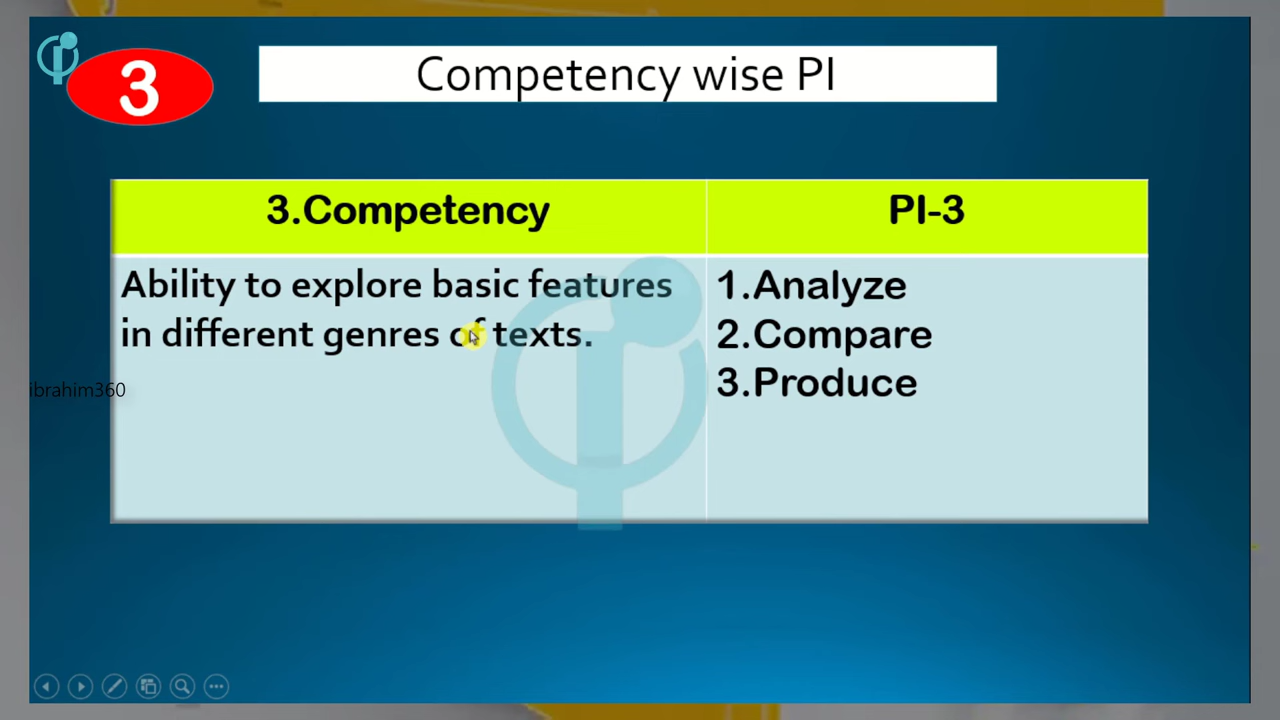 3
Competency wise PI
3.Competency
PI-3
Ability to explore basic features
in different genres of texts.
1.Analyze
2.Compare
3.Produce
ibrahim360